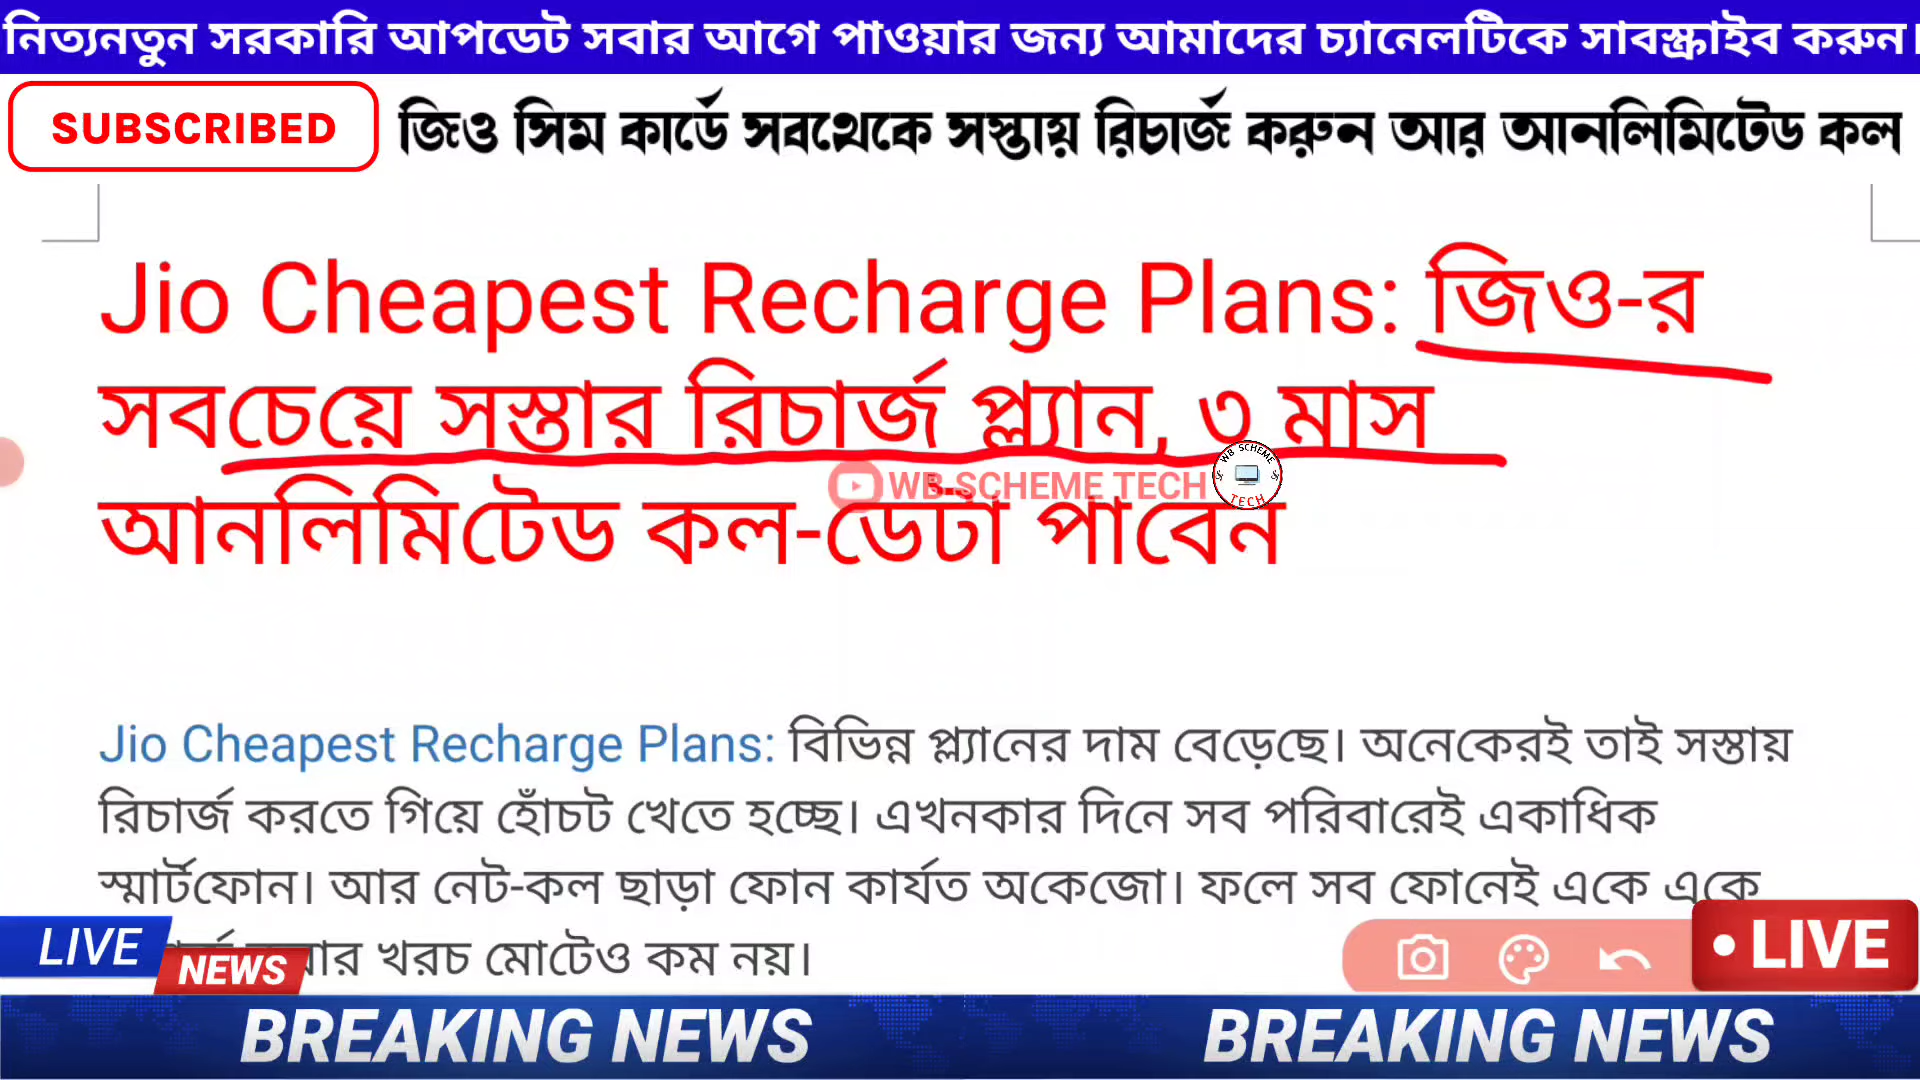 নিত্যনতুন সরকারি আপডেট সবার আগে পাওয়ার জন্য আমাদের চ্যানেলটিকে সাবস্ক্রাইব করুন।
SUBSCRIBED
জিও সিম কার্ডে সবথেকে সস্তায় রিচার্জ করুন আর আনলিমিটেড কল
Jio Cheapest Recharge Plans: জিও-র
সবচেয়ে সস্তার রিচার্জ প্ল্যান, ৩ মাস
WB SCHEME TECH
WB SCHEME TECH
আনলিমিটেড কল-ডেটা পাবেন
Jio Cheapest Recharge Plans: বিভিন্ন প্ল্যানের দাম বেড়েছে। অনেকেরই তাই সস্তায়
রিচার্জ করতে গিয়ে হোঁচট খেতে হচ্ছে। এখনকার দিনে সব পরিবারেই একাধিক
স্মার্টফোন। আর নেট-কল ছাড়া ফোন কার্যত অকেজো। ফলে সব ফোনেই একে একে
খরচ মোটেও কম নয়।
LIVE
NEWS
LIVE
BREAKING NEWS
BREAKING NEWS